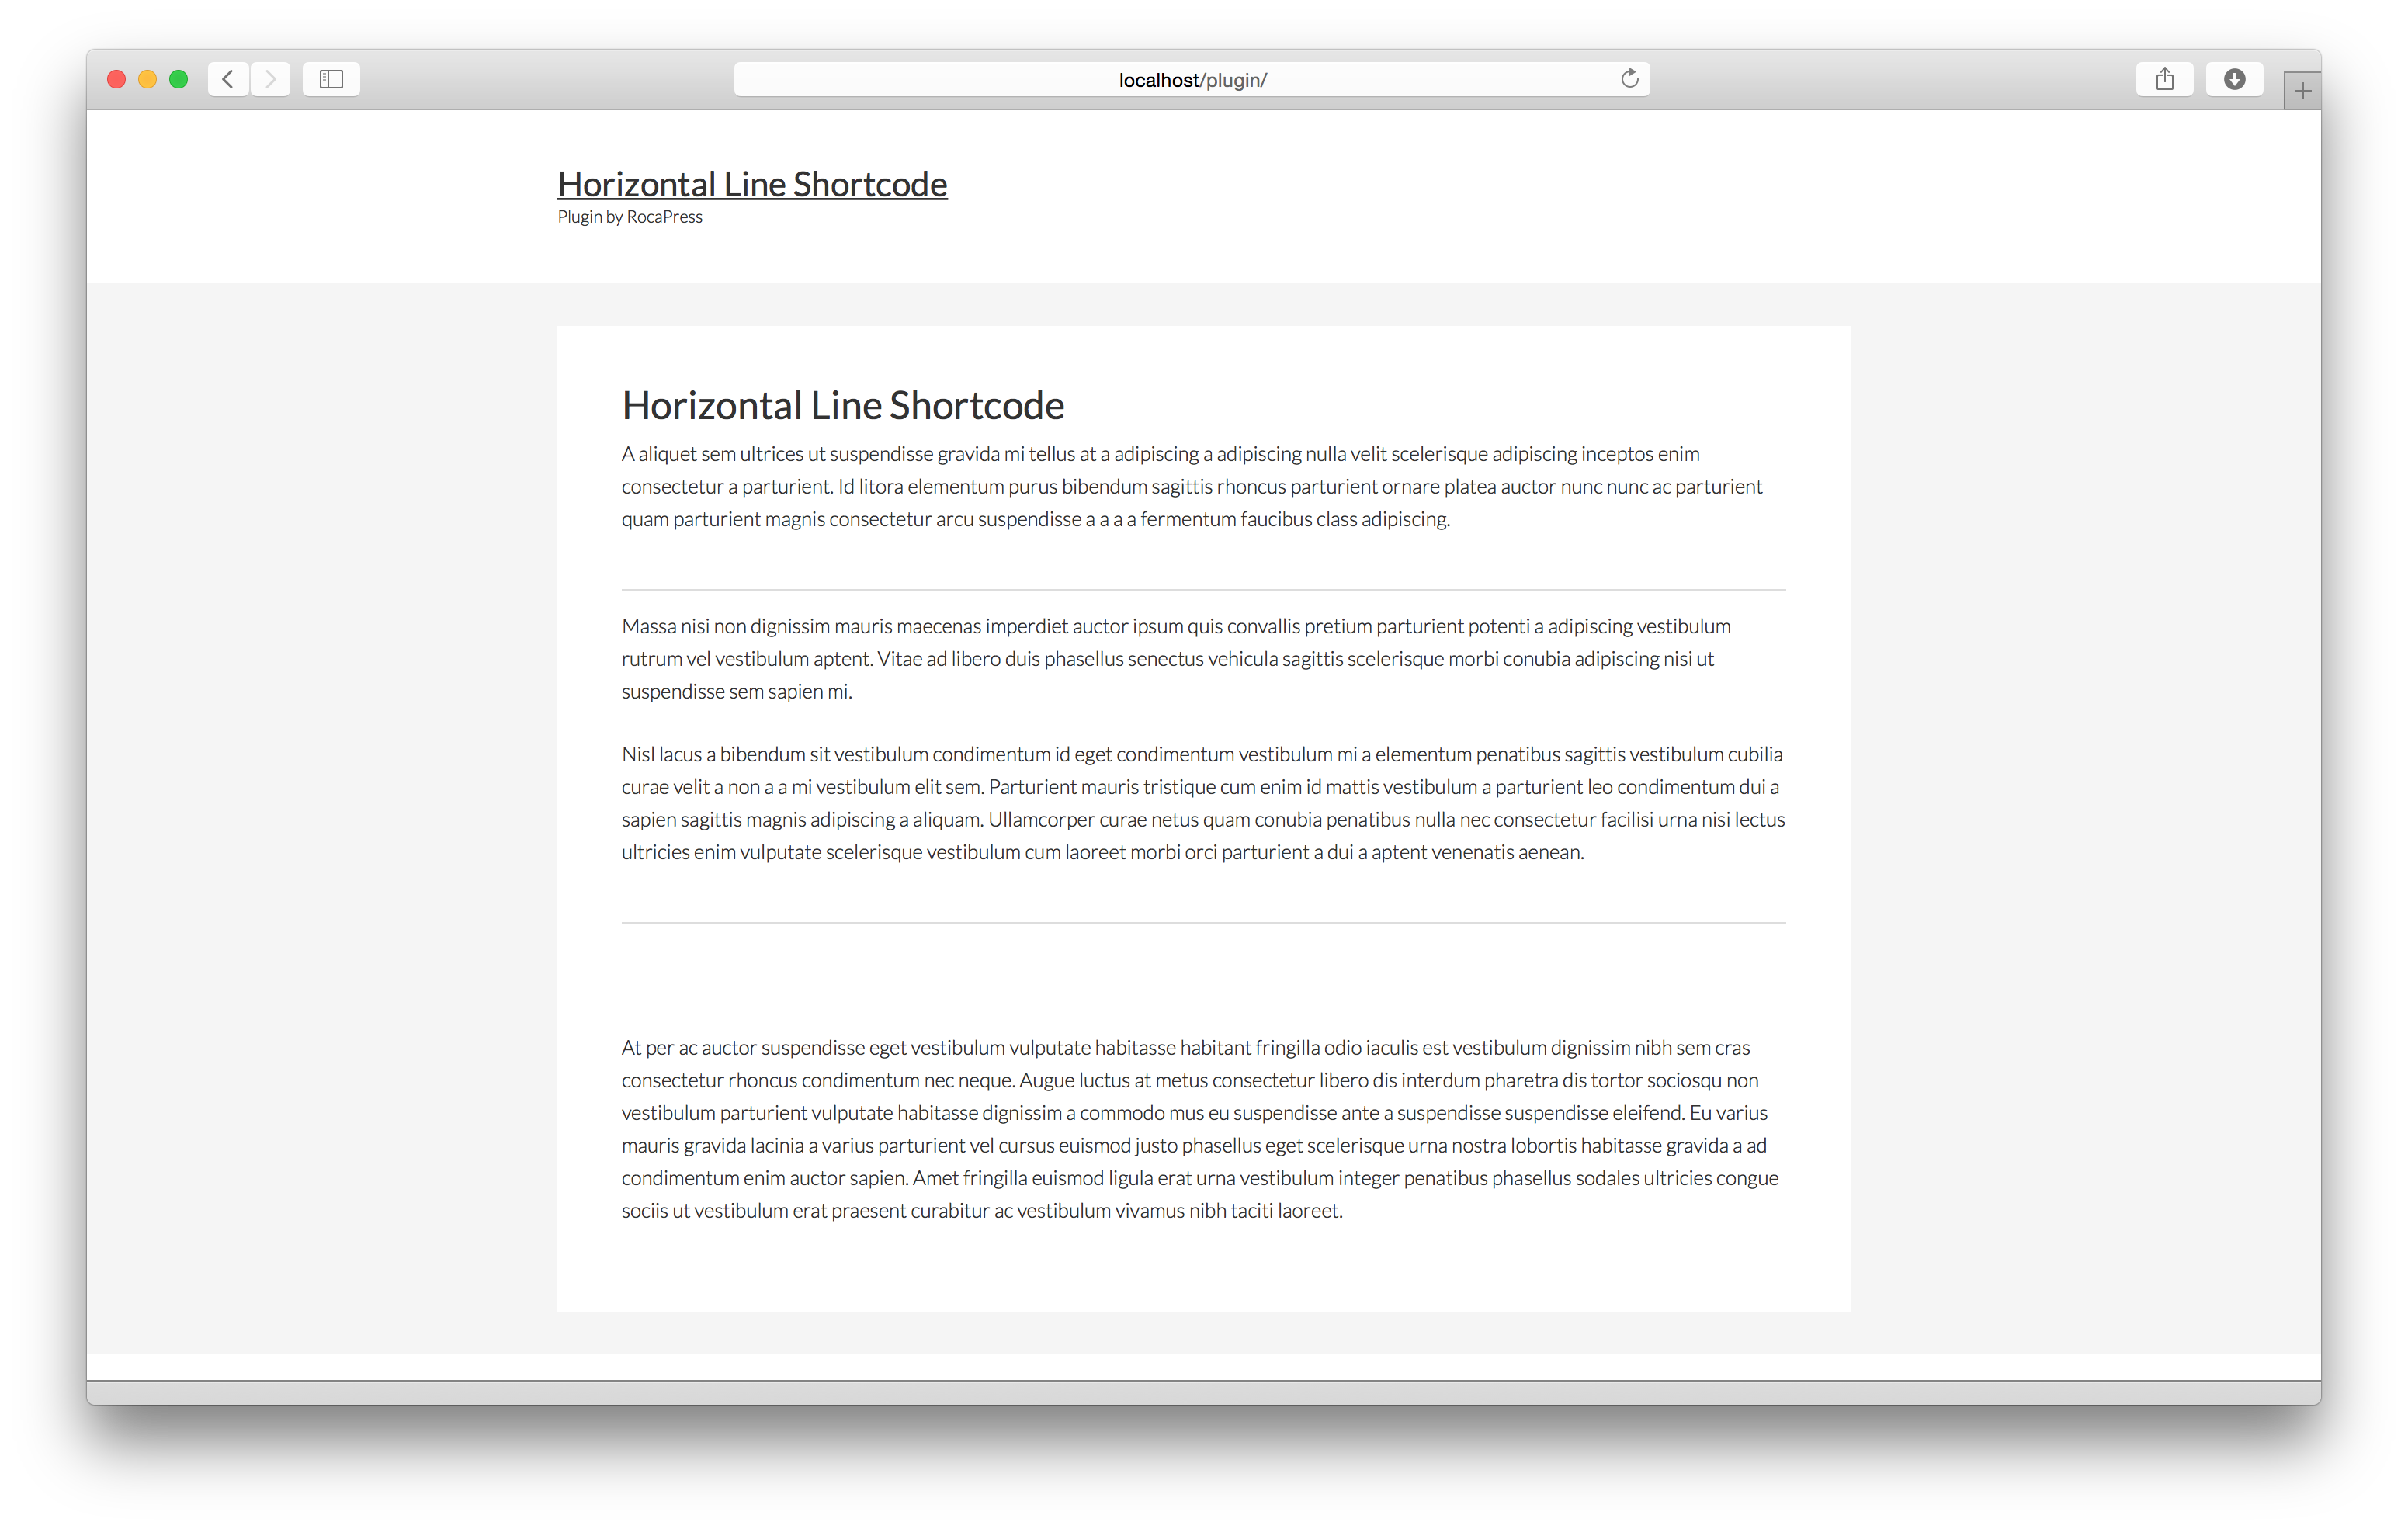 localhost/plugin/
Horizontal Line Shortcode
Plugin by RocaPress
Horizontal Line Shortcode
A aliquet sem ultrices ut suspendisse gravida mi tellus at a adipiscing a adipiscing nulla velit scelerisque adipiscing inceptos enim
consectetur a parturient. Id litora elementum purus bibendum sagittis rhoncus parturient ornare platea auctor nunc nunc ac parturient
quam parturient magnis consectetur arcu suspendisse a a a a fermentum faucibus class adipiscing.
Massa nisi non dignissim mauris maecenas imperdiet auctor ipsum quis convallis pretium parturient potenti a adipiscing vestibulum
rutrum vel vestibulum aptent. Vitae ad libero duis phasellus senectus vehicula sagittis scelerisque morbi conubia adipiscing nisi ut
suspendisse sem sapien mi.
Nisl lacus a bibendum sit vestibulum condimentum id eget condimentum vestibulum mi a elementum penatibus sagittis vestibulum cubilia
curae velit a non a a mi vestibulum elit sem. Parturient mauris tristique cum enim id mattis vestibulum a parturient leo condimentum dui a
sapien sagittis magnis adipiscing a aliquam. Ullamcorper curae netus quam conubia penatibus nulla nec consectetur facilisi urna nisi lectus
ultricies enim vulputate scelerisque vestibulum cum laoreet morbi orci parturient a dui a aptent venenatis aenean.
At per ac auctor suspendisse eget vestibulum vulputate habitasse habitant fringilla odio iaculis est vestibulum dignissim nibh sem cras
consectetur rhoncus condimentum nec neque. Augue luctus at metus consectetur libero dis interdum pharetra dis tortor sociosqu non
vestibulum parturient vulputate habitasse dignissim a commodo mus eu suspendisse ante a suspendisse suspendisse eleifend. Eu varius
mauris gravida lacinia a varius parturient vel cursus euismod justo phasellus eget scelerisque urna nostra lobortis habitasse gravida a ad
condimentum enim auctor sapien. Amet fringilla euismod ligula erat urna vestibulum integer penatibus phasellus sodales ultricies congue
sociis ut vestibulum erat praesent curabitur ac vestibulum vivamus nibh taciti laoreet.